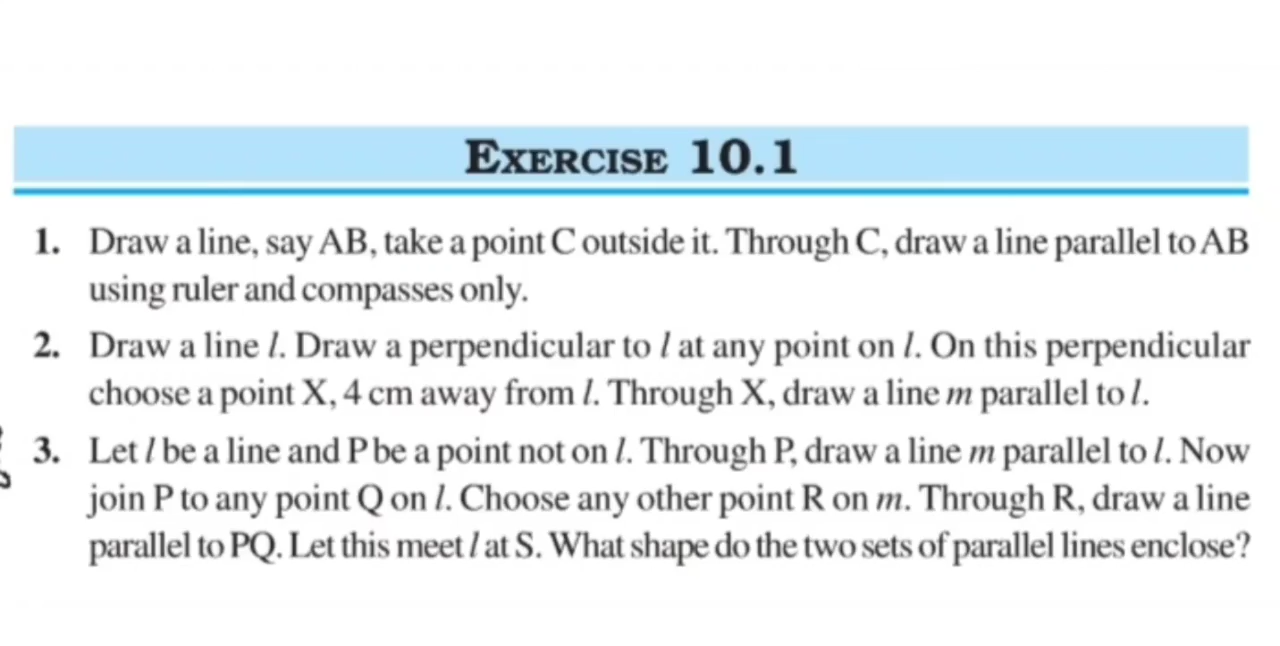 EXERCISE 10.1
1. Draw a line, say AB, take a point C outside it. Through C, draw a line parallel to AB
using ruler and compasses only.
2. Draw a line l. Draw a perpendicular to l at any point on l. On this perpendicular
choose a point X, 4 cm away from l. Through X, draw a line m parallel to l.
3. Let l be a line and P be a point not on l. Through P, draw a line m parallel to l. Now
join P to any point Q on l. Choose any other point R on m. Through R, draw a line
parallel to PQ. Let this meet l at S. What shape do the two sets of parallel lines enclose?